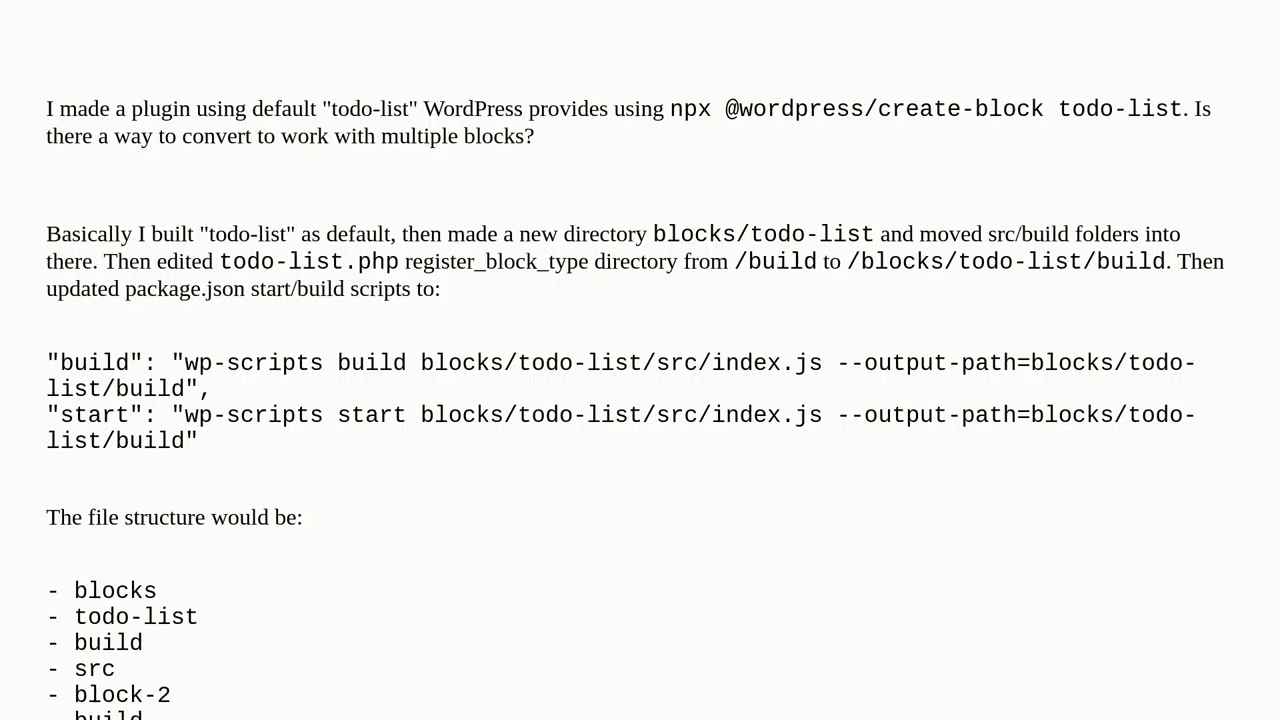 I made a plugin using default "todo-list" WordPress provides using npx @wordpress/create-block todo-list. Is
there a way to convert to work with multiple blocks?
Basically I built "todo-list" as default, then made a new directory blocks/todo-list and moved src/build folders into
there. Then edited todo-list.php register_block_type directory from /build to /blocks/todo-list/build. Then
updated package.json start/build scripts to:
"build": "wp-scripts build blocks/todo-list/src/index.js --output-path=blocks/todo-
list/build",
"start": "wp-scripts start blocks/todo-list/src/index.js --output-path=blocks/todo-
list/build"
The file structure would be:
- blocks
- todo-list
- build
- src
- block-2
- build